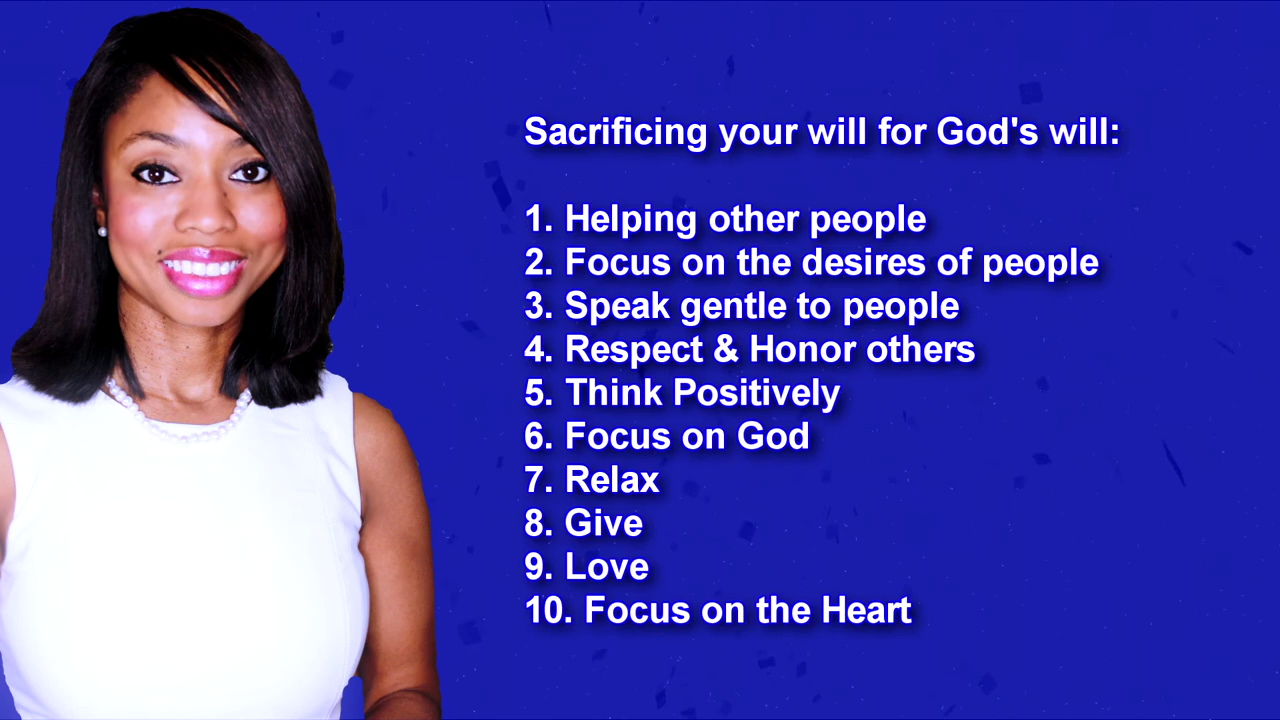 Sacrificing your will for God's will:
1. Helping other people
2. Focus on the desires of people
3. Speak gentle to people
4. Respect & Honor others
5. Think Positively
6. Focus on God
7. Relax
8. Give
9. Love
10. Focus on the Heart